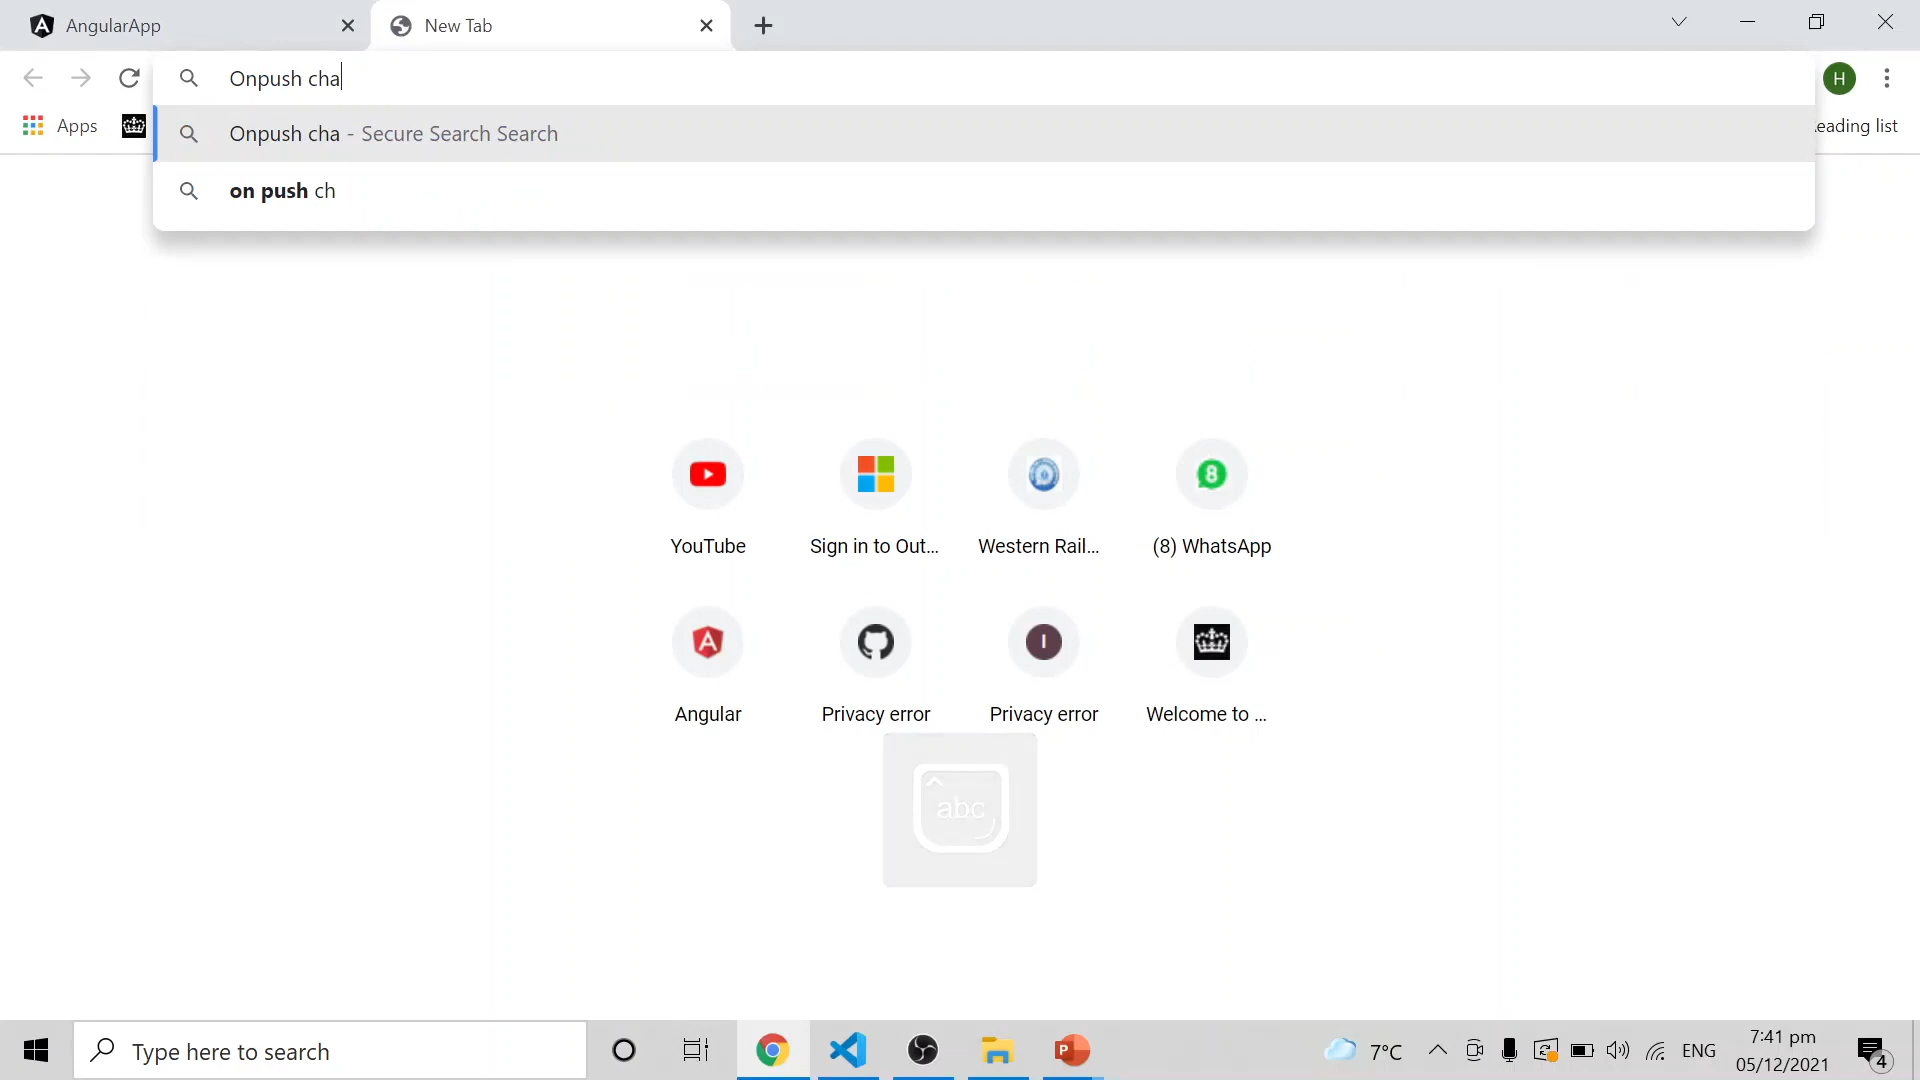 AngularApp
New Tab
Onpush cha
H
Apps
eading list
Onpush cha - Secure Search Search
on push ch
YouTube
Sign in to Out...
Western Rail...
(8) WhatsApp
Angular
Privacy error
Privacy error
Welcome to ...
abc
Type here to search
7°C
ENG
7:41 pm
05/12/2021
4